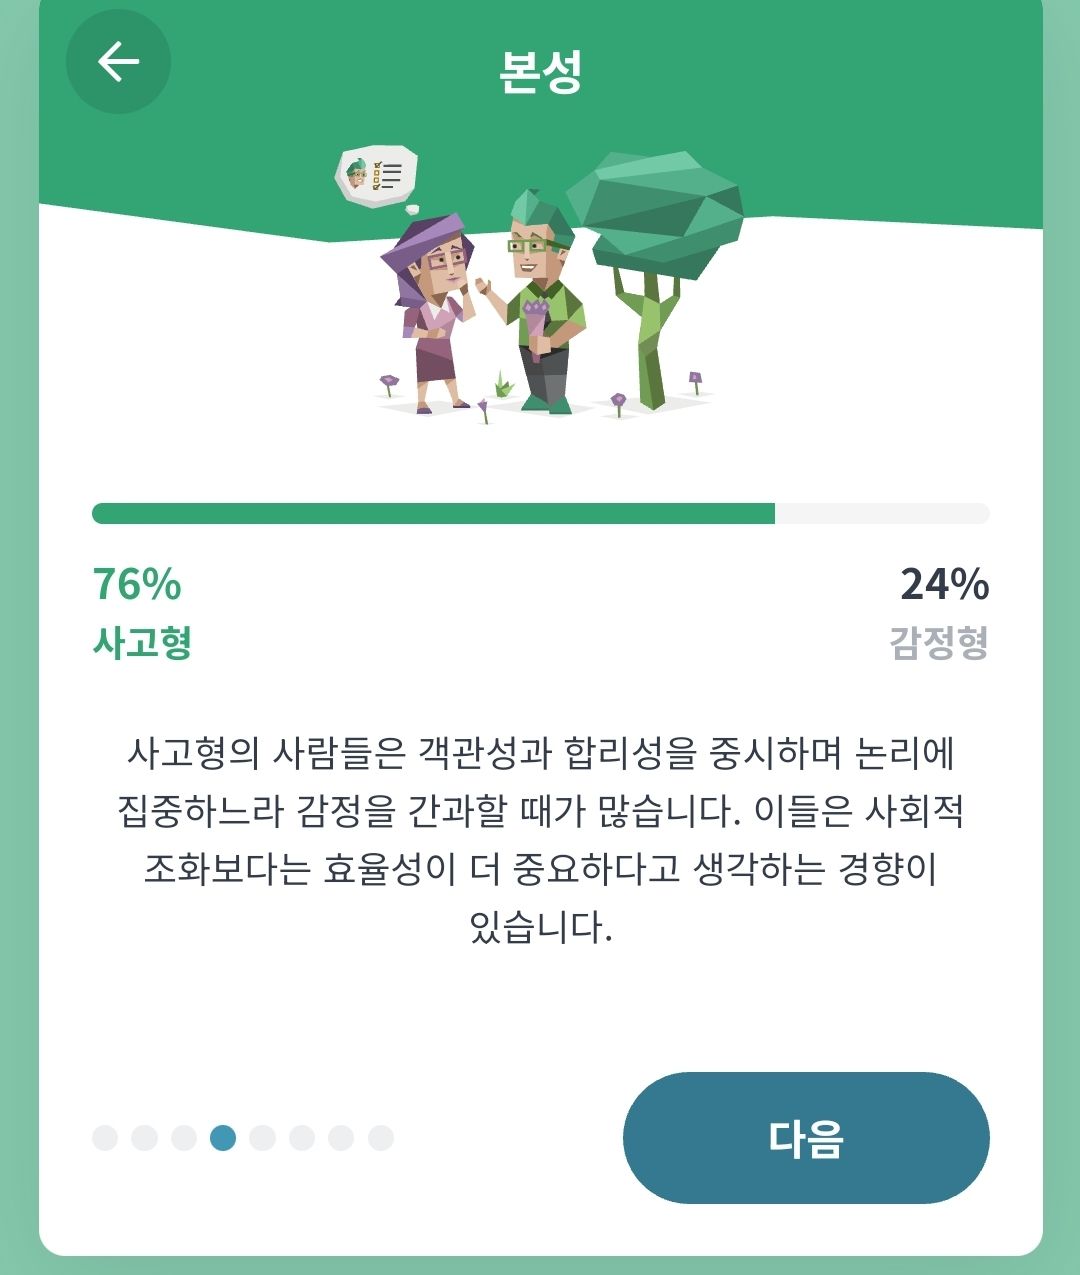 본성
76%
24%
사고형
감정형
사고형의 사람들은 객관성과 합리성을 중시하며 논리에
집중하느라 감정을 간과할 때가 많습니다. 이들은 사회적
조화보다는 효율성이 더 중요하다고 생각하는 경향이
있습니다.
다음